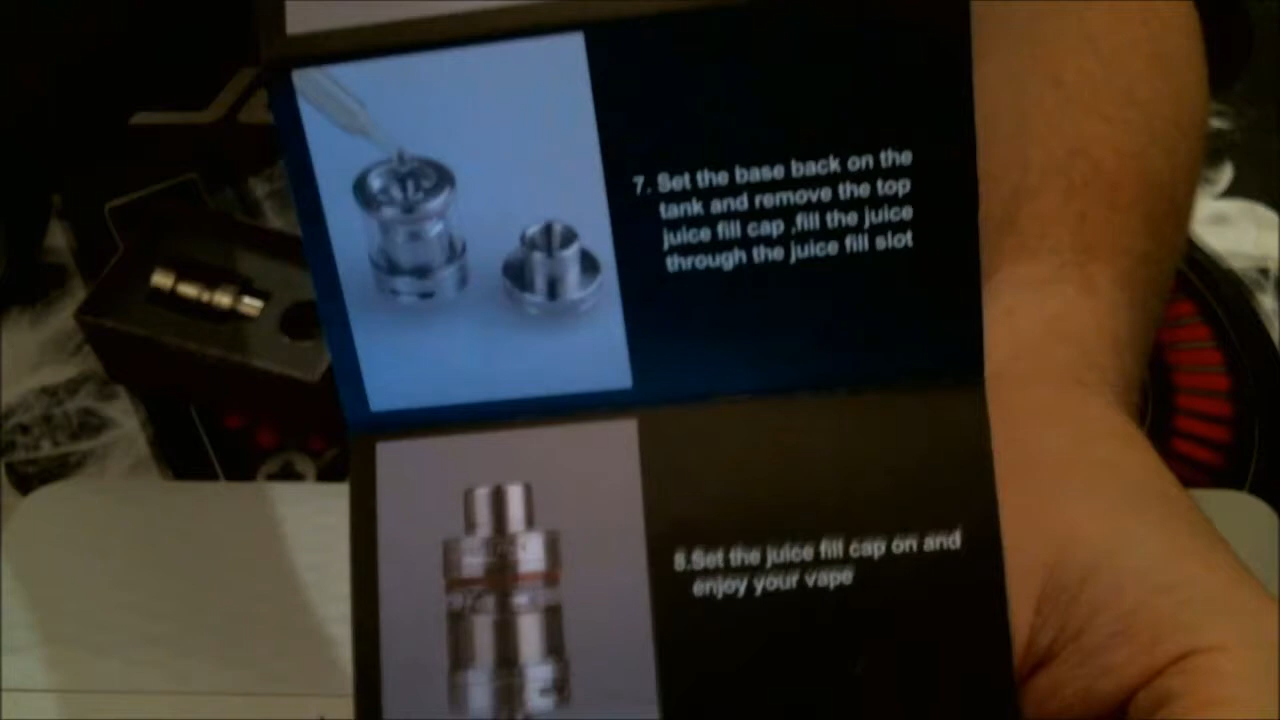 7. Set the base back on the
tank and remove the top
juice fill cap ,fill the juice
through the juice fill slot
8.Set the juice fill cap on and
enjoy your vape